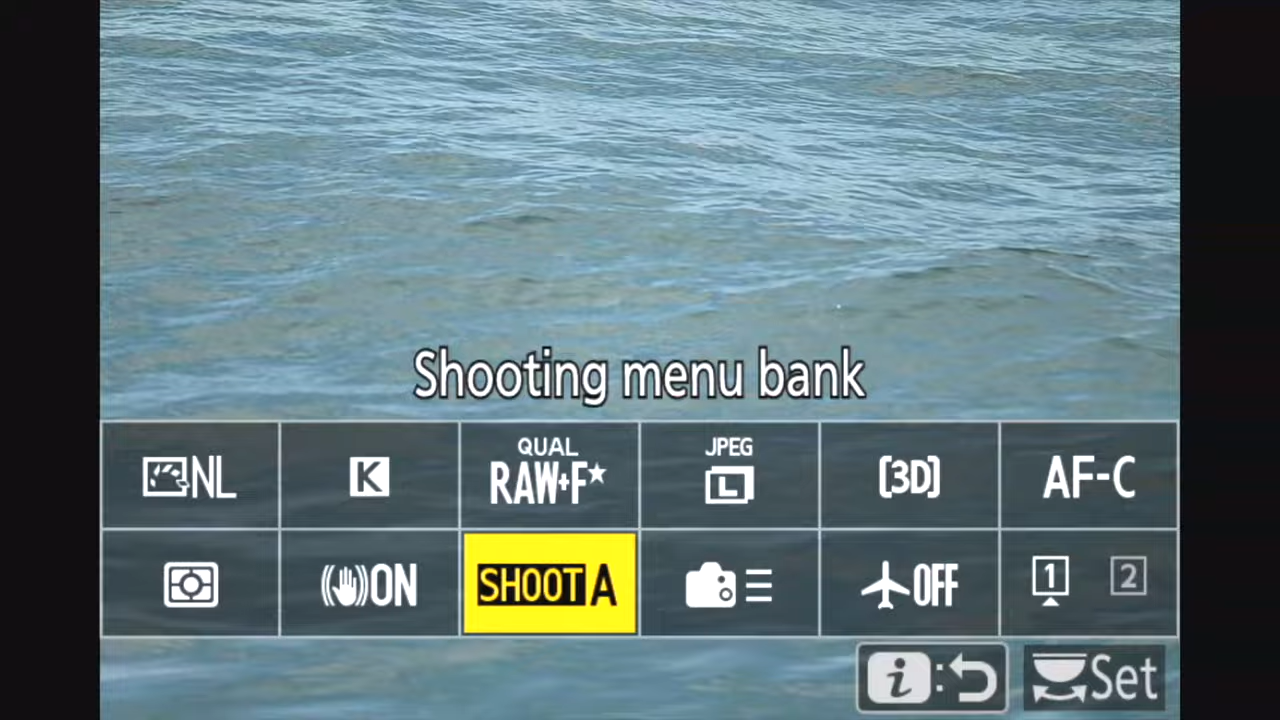 Shooting menu bank
NL
K
QUAL
RAW+F★
JPEG
L
[3D]
AF-C
ON
SHOOT A
OFF
1 2
i : Set